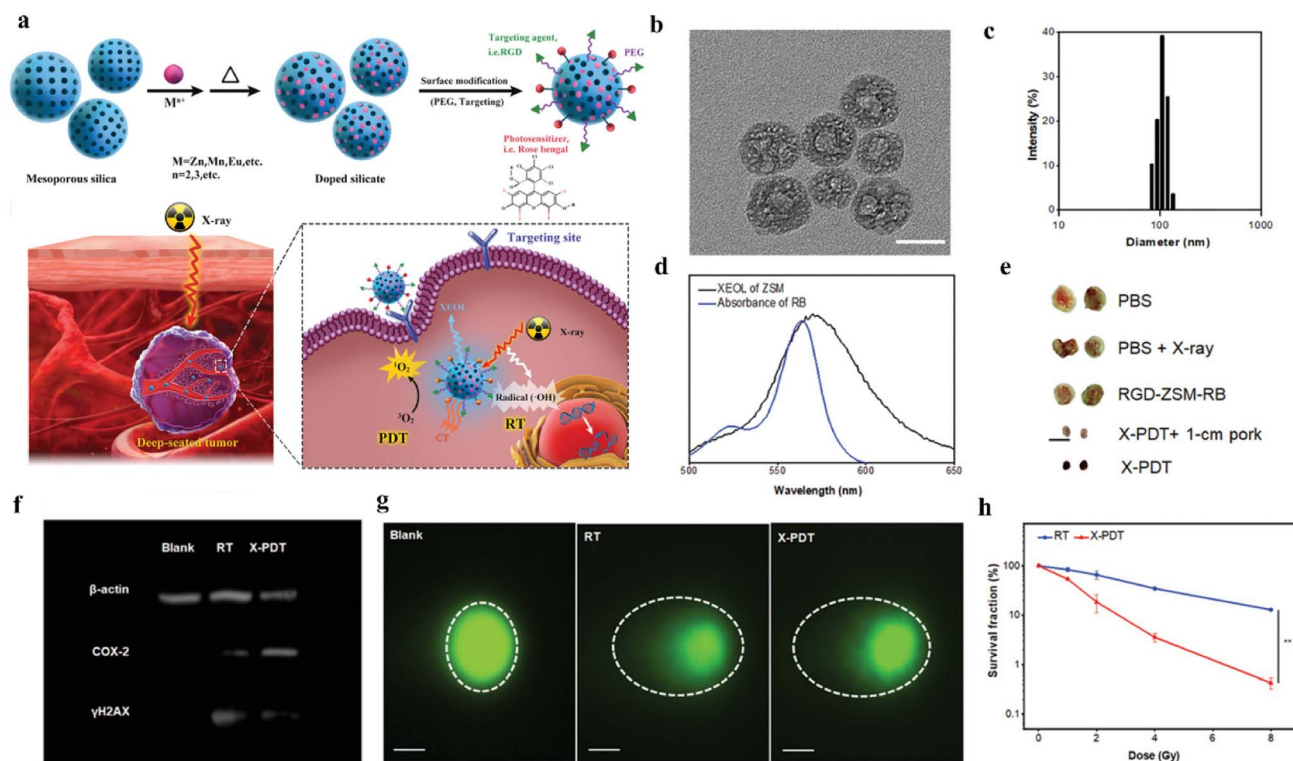 a
Mesoporous silica
Mⁿ⁺
M=Zn,Mn,Eu,etc.
n=2,3,etc.
Doped silicate
Surface modification
(PEG, Targeting)
Targeting agent,
i.e.RGD
PEG
Photosensitizer,
i.e. Rose bengal
X-ray
Deep-seated tumor
Targeting site
XEOL
X-ray
¹O₂
³O₂
PDT
CT
Radical (·OH)
RT
b
c
Intensity (%)
40
30
20
10
0
10
100
1000
Diameter (nm)
d
XEOL of ZSM
Absorbance of RB
500
550
600
650
Wavelength (nm)
e
PBS
PBS + X-ray
RGD-ZSM-RB
X-PDT+ 1-cm pork
X-PDT
f
Blank
RT
X-PDT
β-actin
COX-2
γH2AX
g
Blank
RT
X-PDT
h
RT
X-PDT
Survival fraction (%)
100
10
1
0.1
0
2
4
6
8
Dose (Gy)
**